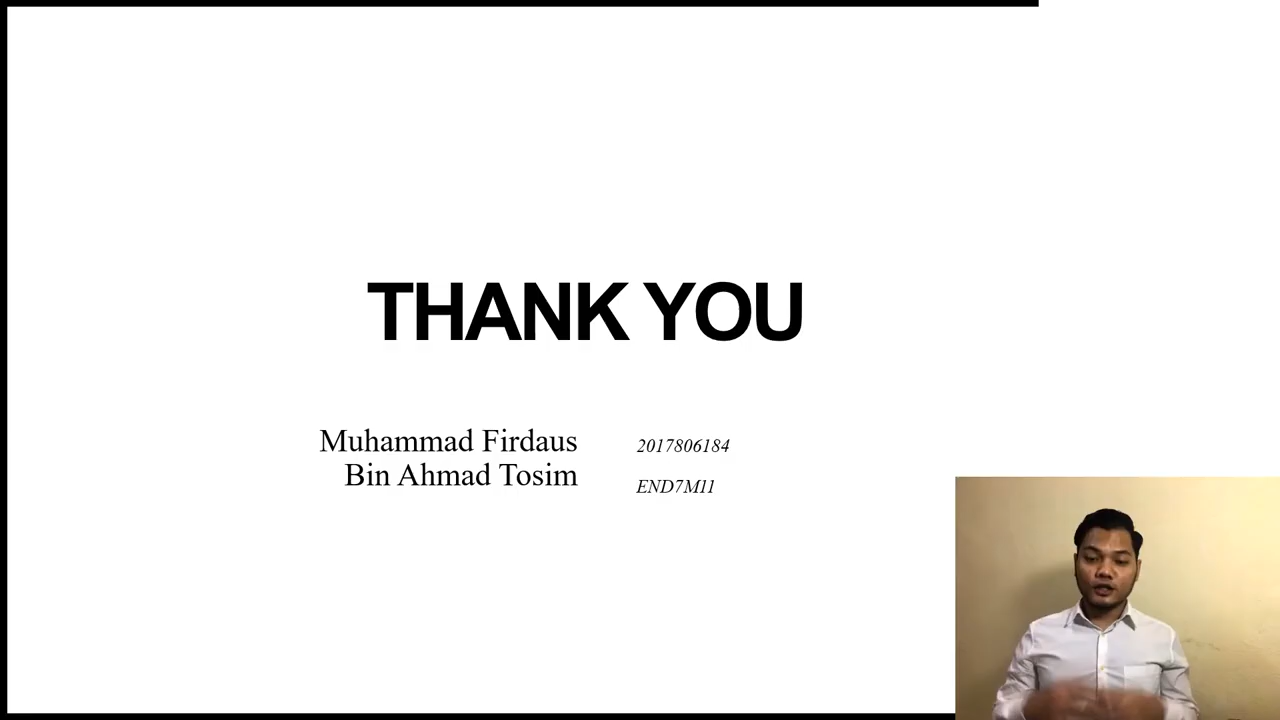 THANK YOU
Muhammad Firdaus
Bin Ahmad Tosim
2017806184
END7M11